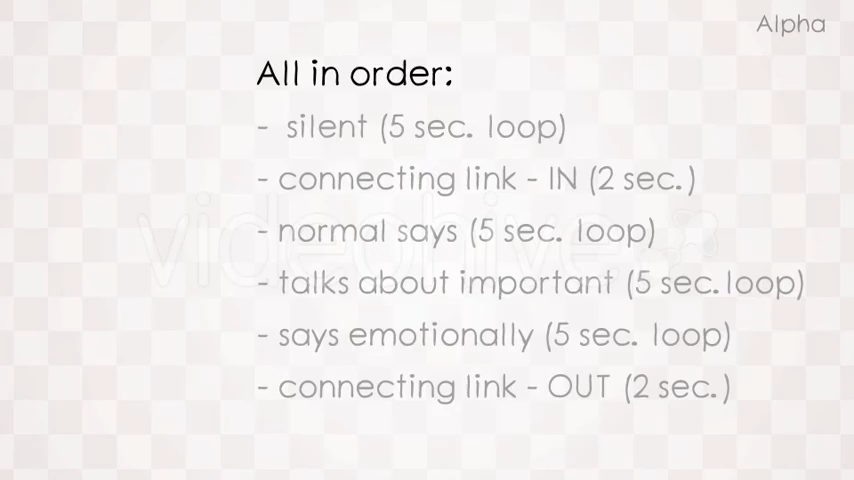 Alpha
All in order:
- silent (5 sec. loop)
- connecting link - IN (2 sec.)
- normal says (5 sec. loop)
videohive
- talks about important (5 sec.loop)
- says emotionally (5 sec. loop)
- connecting link - OUT (2 sec.)